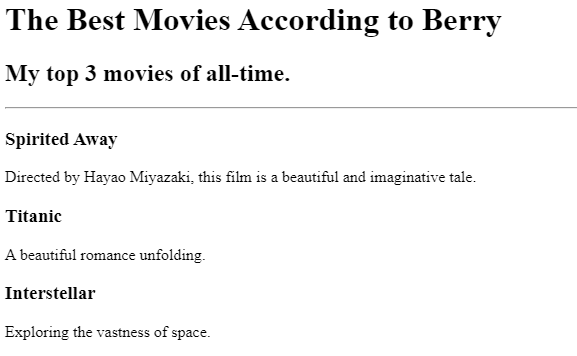 The Best Movies According to Berry
My top 3 movies of all-time.
Spirited Away
Directed by Hayao Miyazaki, this film is a beautiful and imaginative tale.
Titanic
A beautiful romance unfolding.
Interstellar
Exploring the vastness of space.